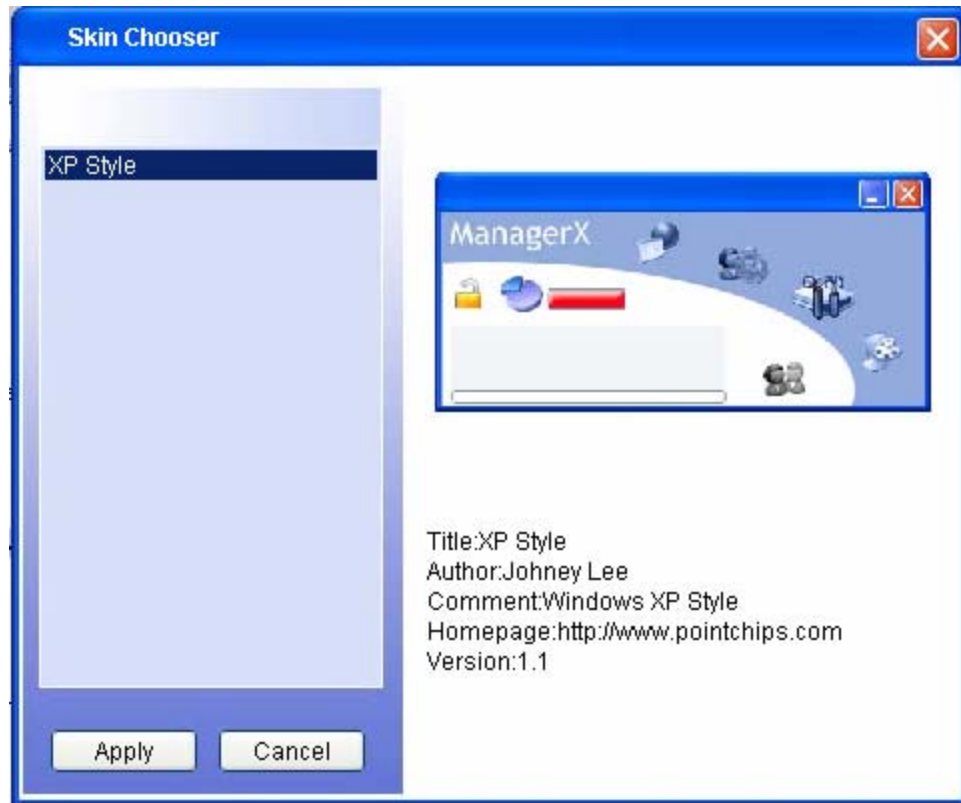 Skin Chooser
XP Style
ManagerX
Title:XP Style
Author:Johney Lee
Comment:Windows XP Style
Homepage:http://www.pointchips.com
Version:1.1
Apply
Cancel